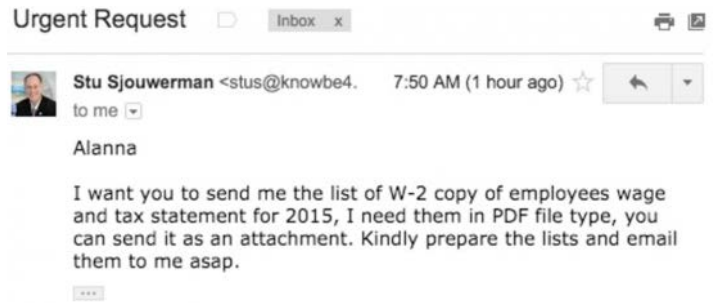 Urgent Request Inbox x
Stu Sjouwerman <stus@knowbe4. 7:50 AM (1 hour ago)
to me
Alanna
I want you to send me the list of W-2 copy of employees wage
and tax statement for 2015, I need them in PDF file type, you
can send it as an attachment. Kindly prepare the lists and email
them to me asap.